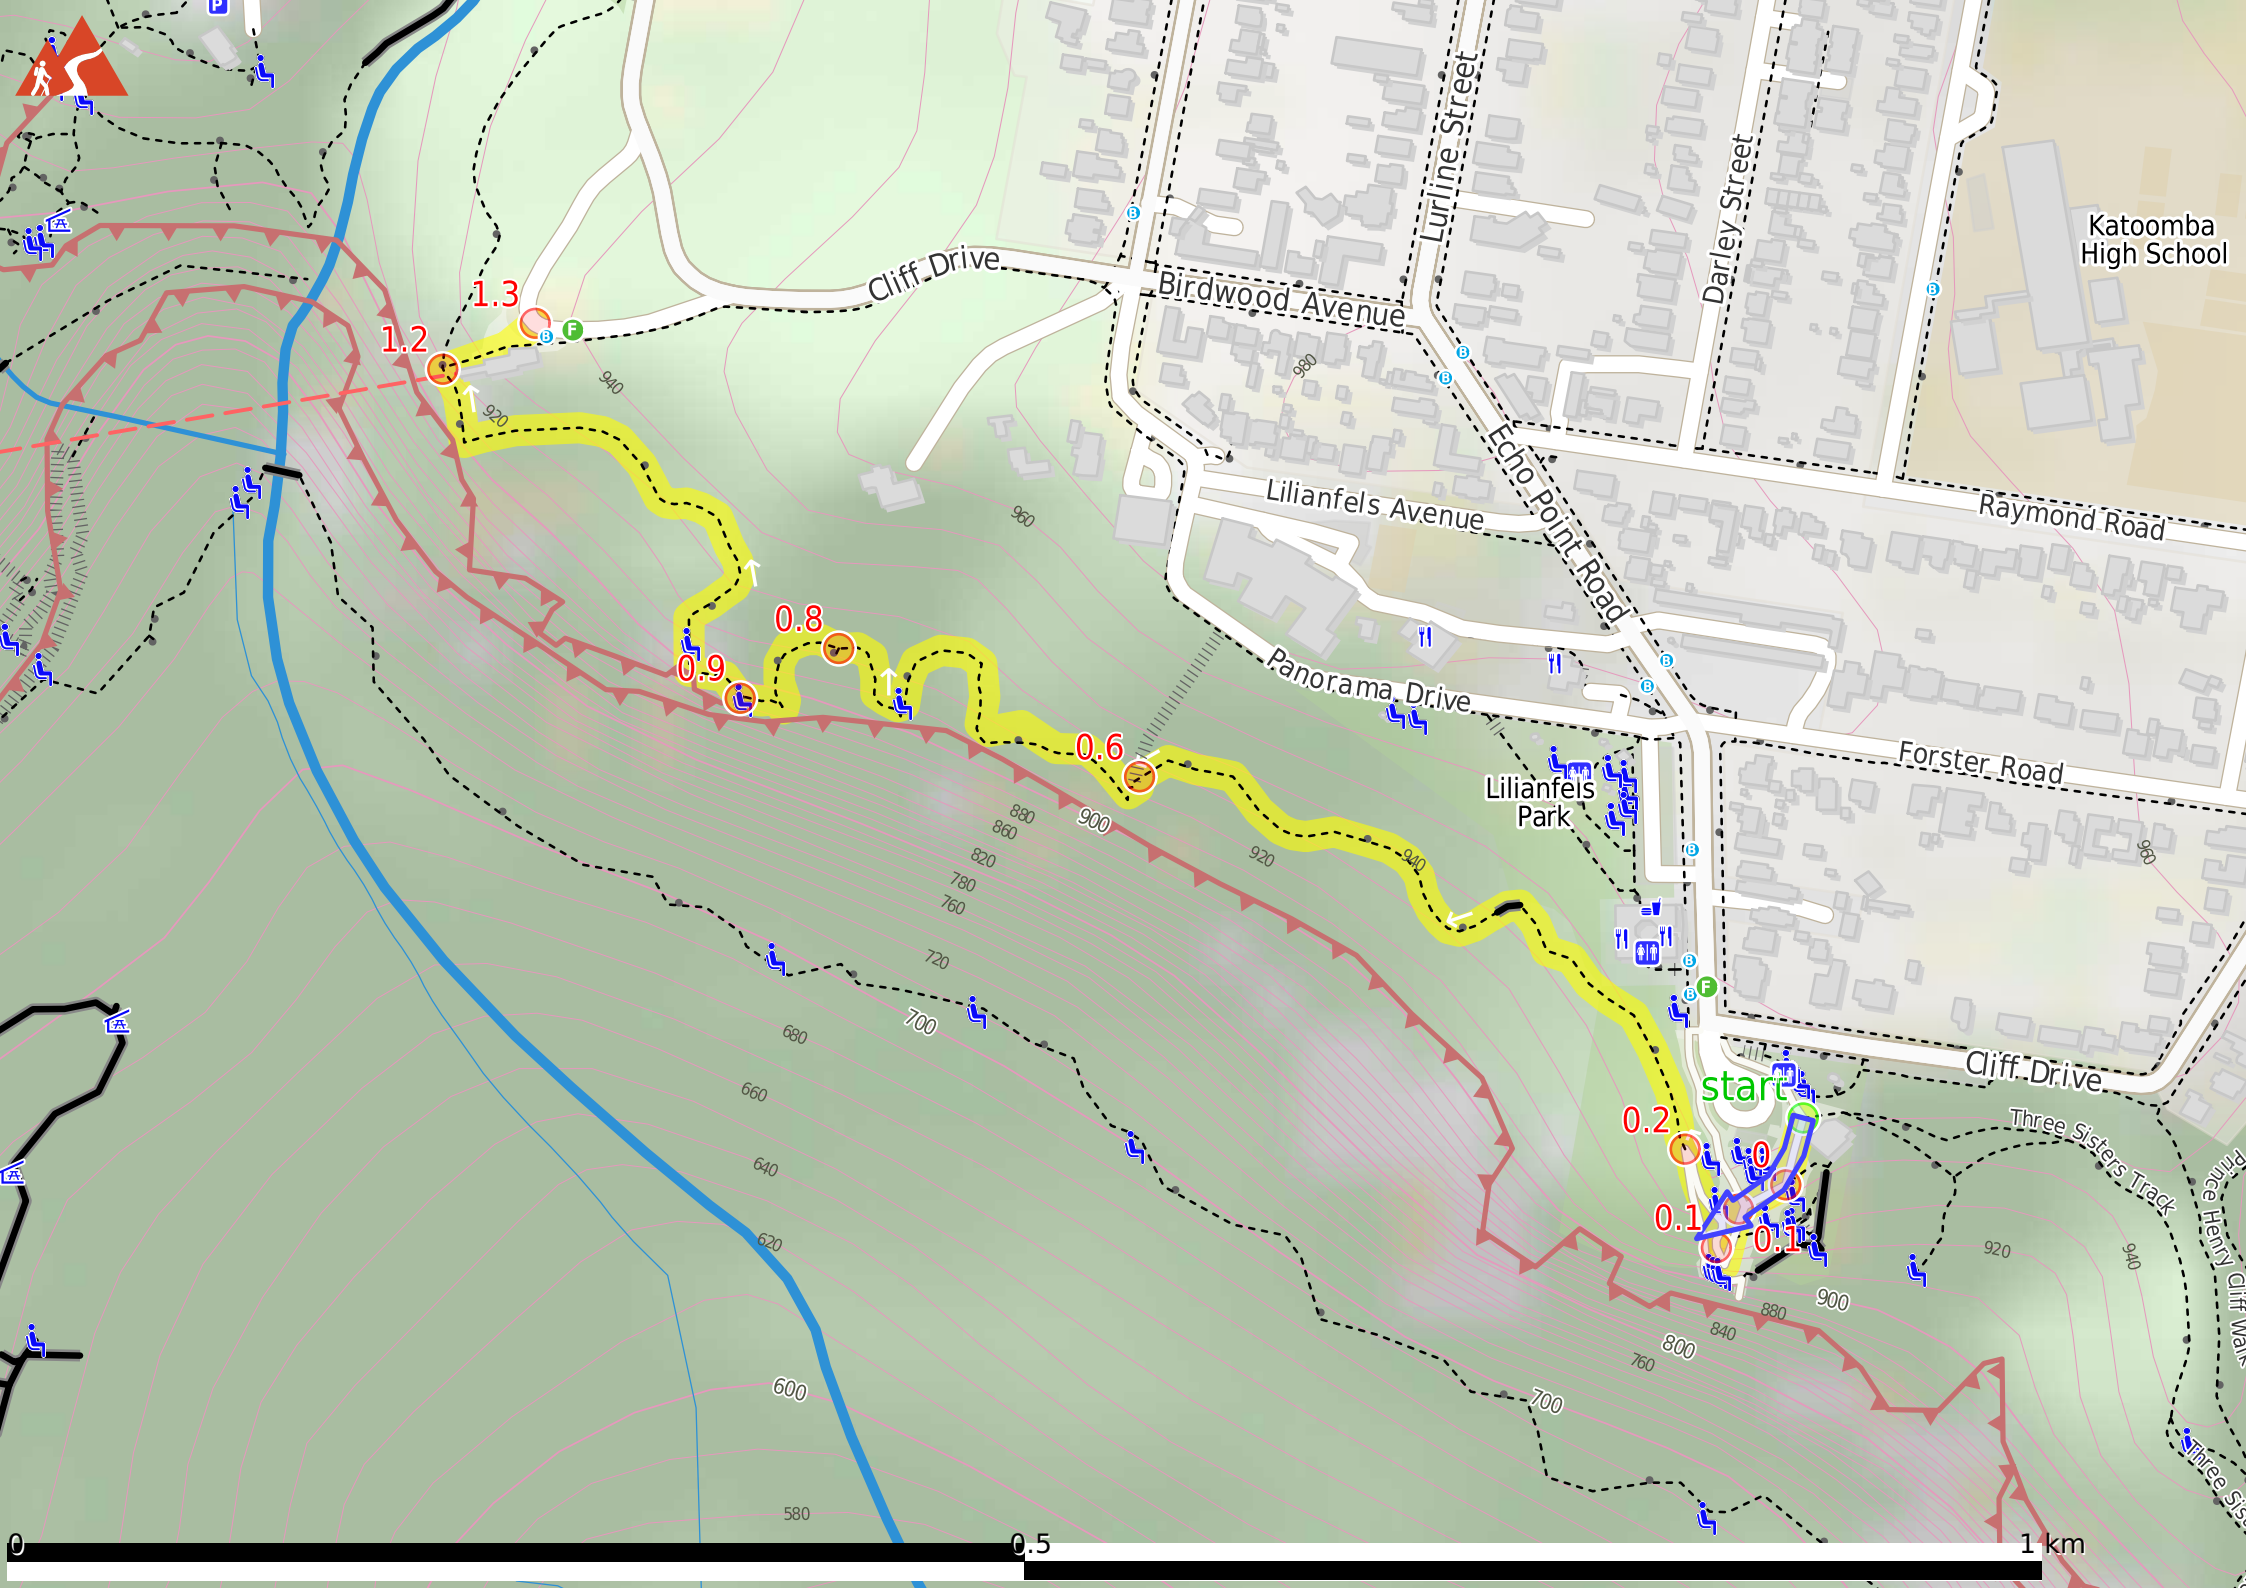 P
Katoomba
High School
Lurline Street
Darley Street
Cliff Drive
Birdwood Avenue
B
B
1.3
B
F
1.2
B
B
940
920
980
Echo Point Road
Lilianfels Avenue
Raymond Road
960
0.8
0.9
Panorama Drive
B
B
0.6
Forster Road
Lilianfels
Park
900
880
860
820
780
760
720
920
940
960
B
B
B
F
700
680
660
640
620
600
580
Cliff Drive
start
Three Sisters Track
Prince Henry Cliff Walk
0.2
0
0.1
0.1
920
940
900
880
840
800
760
700
Three Sis
0
0.5
1 km